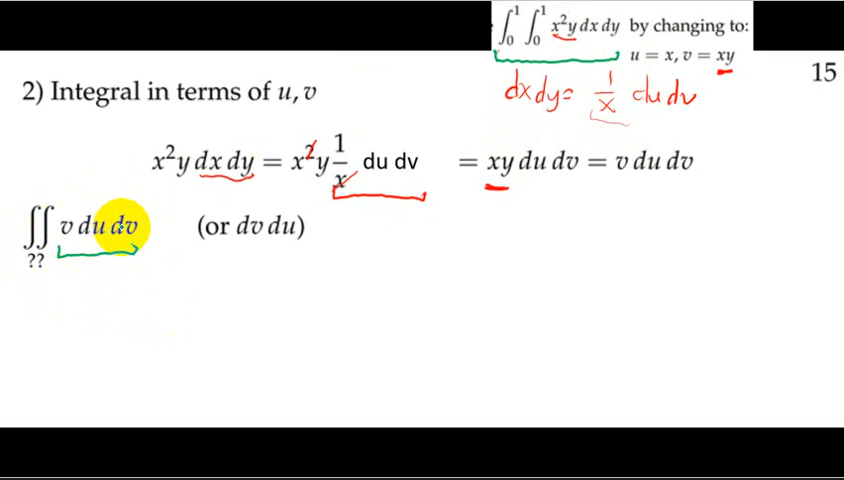 ∫₀¹ ∫₀¹ x²y dx dy by changing to:
u = x, v = xy
15
2) Integral in terms of u, v
dx dy = 1/x du dv
x²y dx dy = x²y 1/x du dv = xy du dv = v du dv
∬ v du dv (or dv du)
??